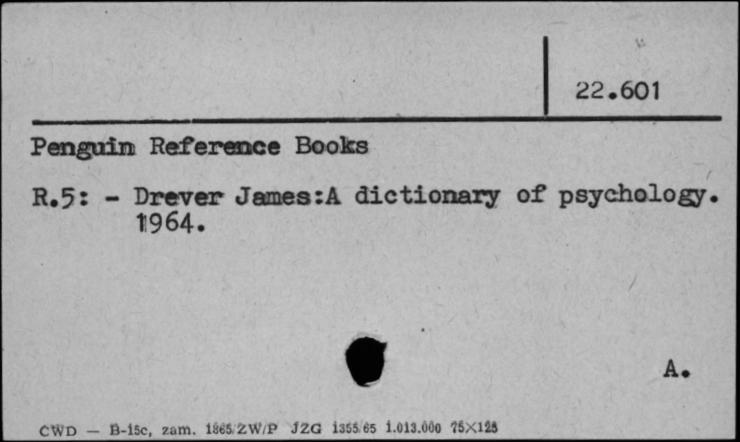 22.601
Penguin Reference Books
R.5: - Drever James:A dictionary of psychology.
1964.
A.
CWD — B-15c, zam. 1865/ZW/P JZG 1355/65 1.013.000 75×125